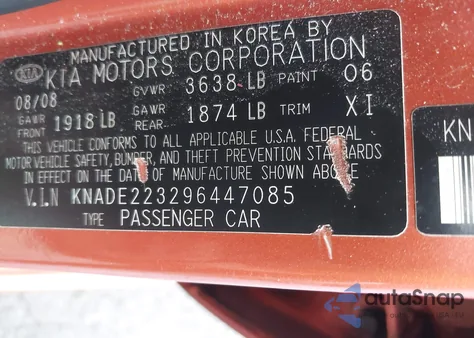 MANUFACTURED IN KOREA BY
KIA KIA MOTORS CORPORATION
08/08 GVWR 3638 LB PAINT 06
GAWR FRONT 1918 LB GAWR REAR 1874 LB TRIM XI
THIS VEHICLE CONFORMS TO ALL APPLICABLE U.S.A. FEDERAL
MOTOR VEHICLE SAFETY, BUMPER, AND THEFT PREVENTION STANDARDS
IN EFFECT ON THE DATE OF MANUFACTURE SHOWN ABOVE
V.I.N KNADE223296447085
TYPE PASSENGER CAR
KN
autoSnap